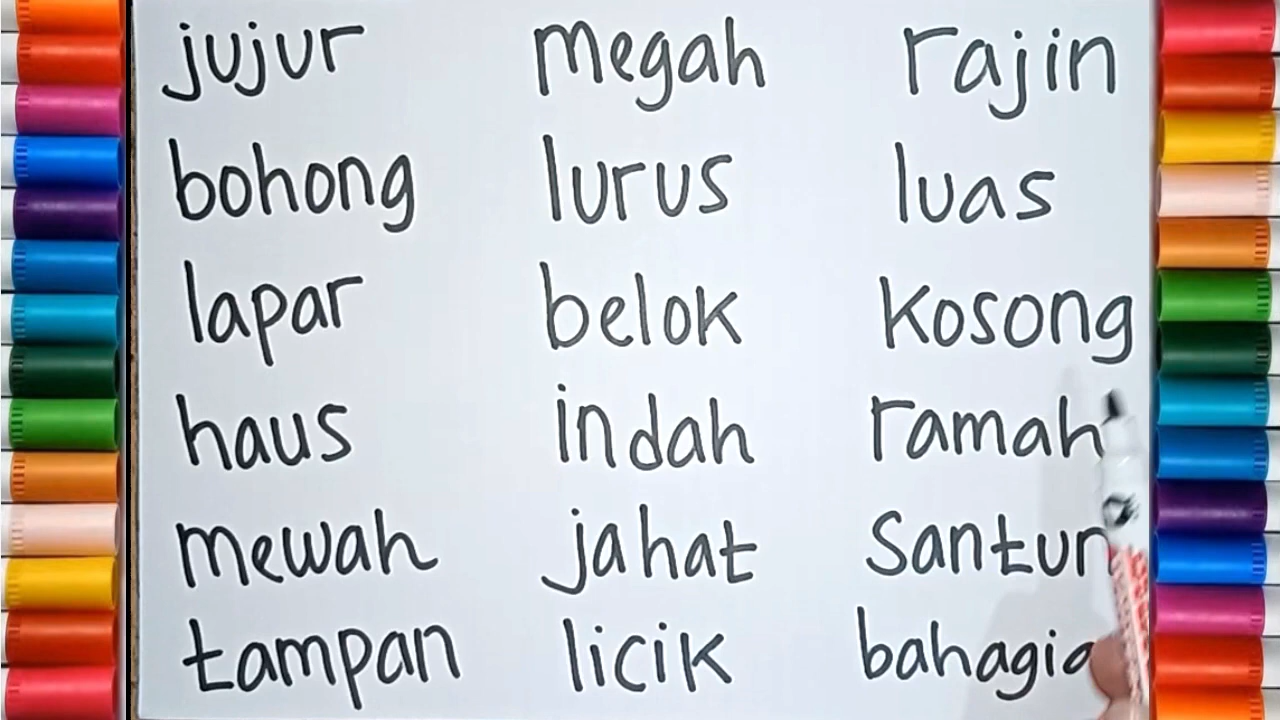 jujur megah rajin
bohong lurus luas
lapar belok kosong
haus indah ramah
mewah jahat santun
tampan licik bahagia